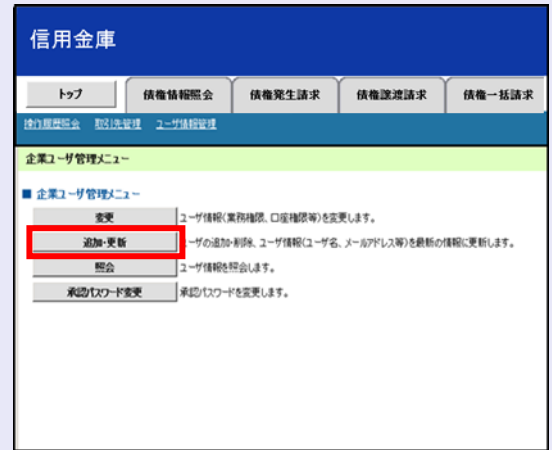 信用金庫
トップ 債権情報照会 債権発生請求 債権譲渡請求 債権一括請求
操作履歴照会 取引先管理 ユーザ情報管理
企業ユーザ管理メニュー
■ 企業ユーザ管理メニュー
変更 ユーザ情報(業務権限、口座権限等)を変更します。
追加・更新 ーザの追加・削除、ユーザ情報(ユーザ名、メールアドレス等)を最新の情報に更新します。
照会 ユーザ情報を照会します。
承認パスワード変更 承認パスワードを変更します。